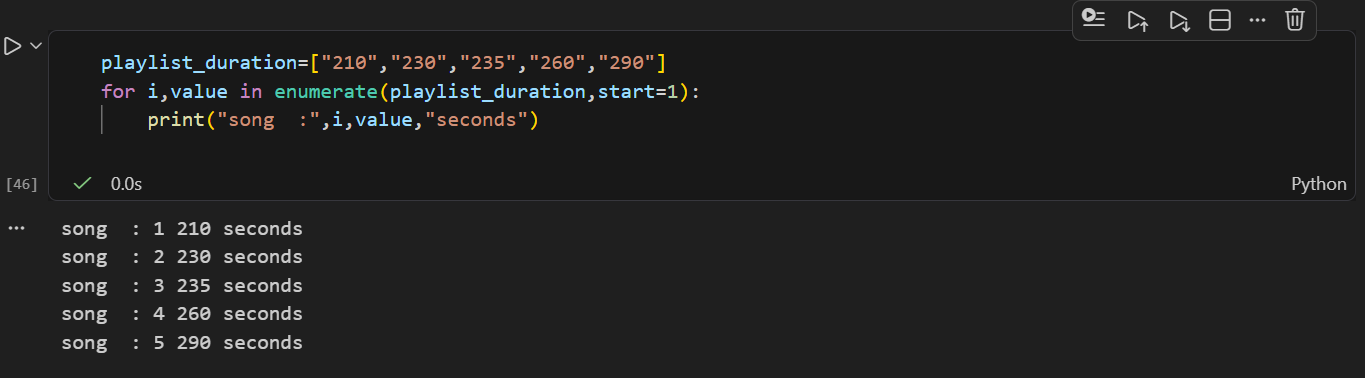 playlist_duration=["210","230","235","260","290"]
for i,value in enumerate(playlist_duration,start=1):
    print("song  :",i,value,"seconds")
[46]
0.0s
Python
song  : 1 210 seconds
song  : 2 230 seconds
song  : 3 235 seconds
song  : 4 260 seconds
song  : 5 290 seconds